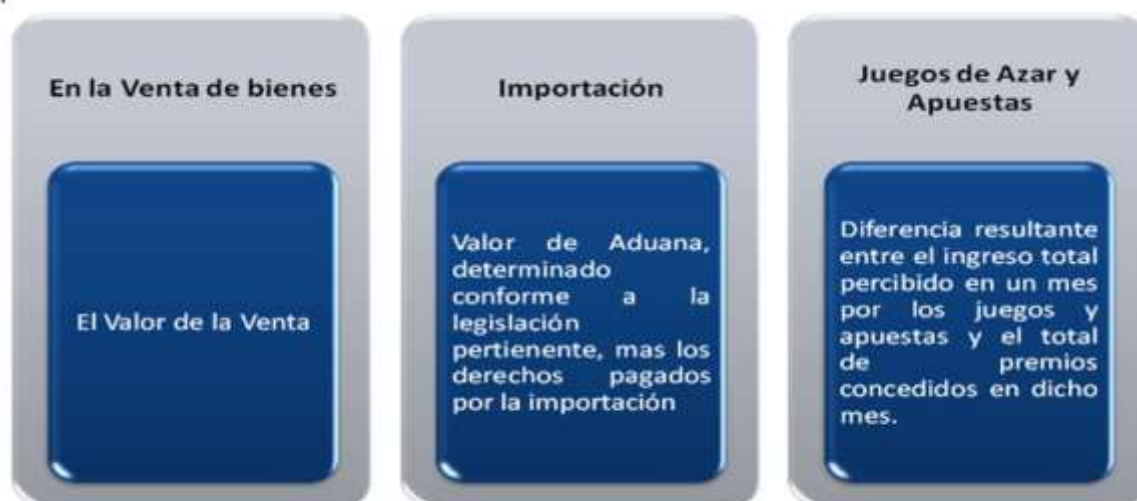 En la Venta de bienes
El Valor de la Venta
Importación
Valor de Aduana,
determinado
conforme a la
legislación
pertienente, mas los
derechos pagados
por la importación
Juegos de Azar y
Apuestas
Diferencia resultante
entre el ingreso total
percibido en un mes
por los juegos y
apuestas y el total
de premios
concedidos en dicho
mes.